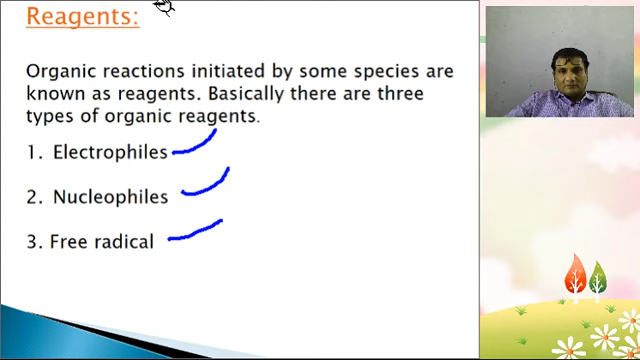 Reagents:
Organic reactions initiated by some species are
known as reagents. Basically there are three
types of organic reagents.
1. Electrophiles
2. Nucleophiles
3. Free radical